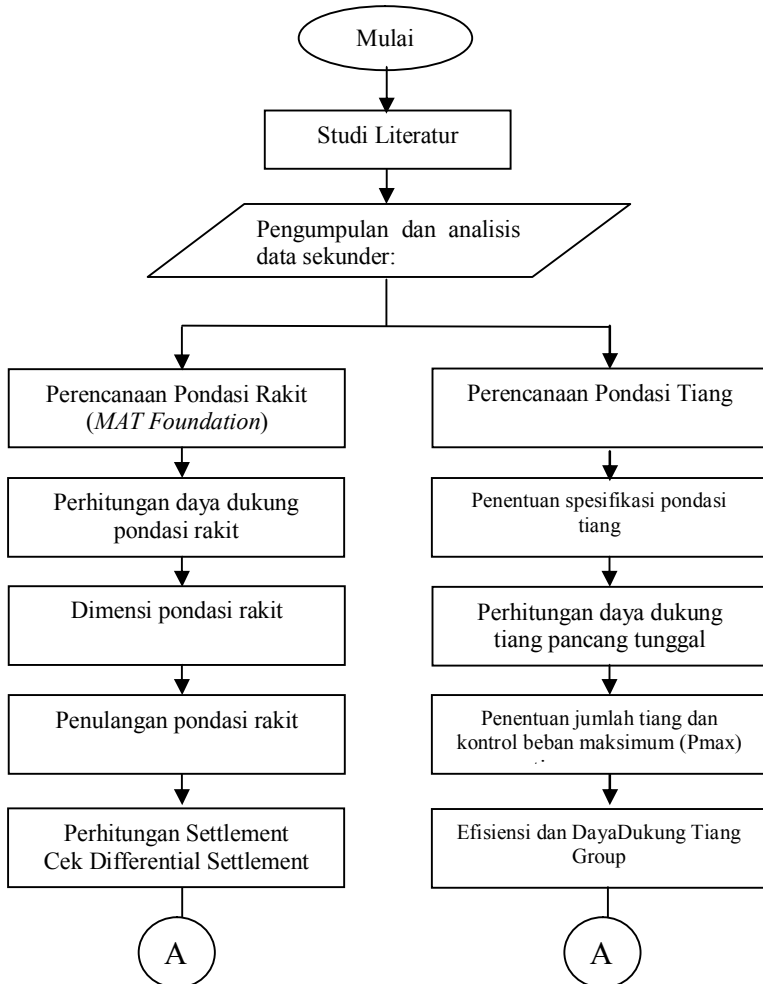 Mulai
Studi Literatur
Pengumpulan dan analisis
data sekunder:
Perencanaan Pondasi Rakit
(MAT Foundation)
Perhitungan daya dukung
pondasi rakit
Dimensi pondasi rakit
Penulangan pondasi rakit
Perhitungan Settlement
Cek Differential Settlement
A
Perencanaan Pondasi Tiang
Penentuan spesifikasi pondasi
tiang
Perhitungan daya dukung
tiang pancang tunggal
Penentuan jumlah tiang dan
kontrol beban maksimum (Pmax)
Efisiensi dan DayaDukung Tiang
Group
A